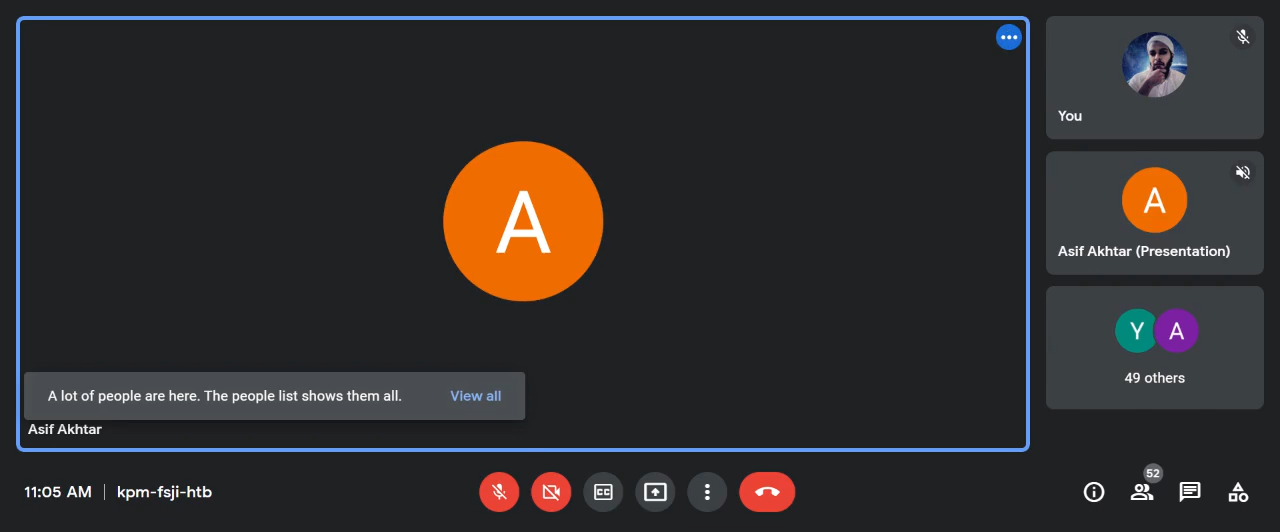 A
A lot of people are here. The people list shows them all. View all
Asif Akhtar
You
A
Asif Akhtar (Presentation)
Y A
49 others
11:05 AM | kpm-fsji-htb
CC
52